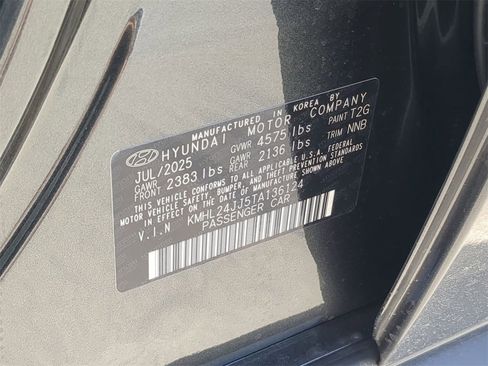 MANUFACTURED IN KOREA BY
HYUNDAI MOTOR COMPANY
JUL/2025 GVWR 4575 lbs PAINT T2G
GAWR 2383 lbs GAWR REAR 2136 lbs TRIM NNB
THIS VEHICLE CONFORMS TO ALL APPLICABLE U.S.A. FEDERAL
MOTOR VEHICLE SAFETY, BUMPER, AND THEFT PREVENTION STANDARDS
IN EFFECT ON THE DATE OF MANUFACTURE SHOWN ABOVE.
V.I.N KMHL24JJ5TA136124
PASSENGER CAR